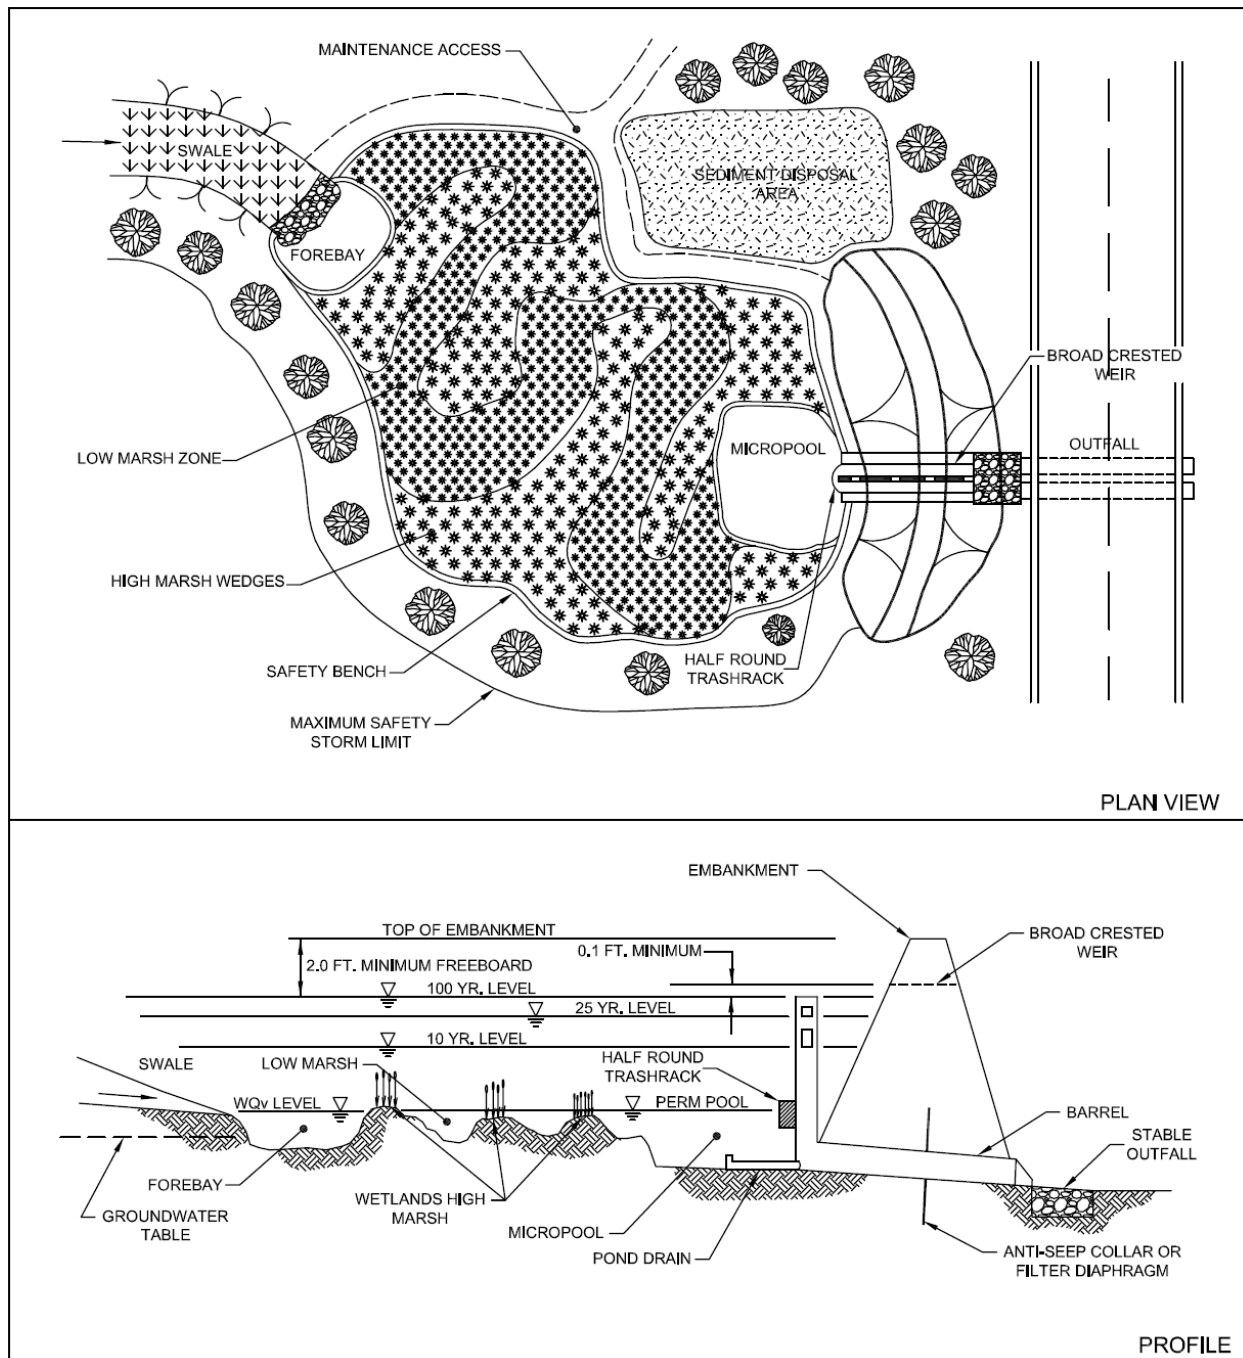 MAINTENANCE ACCESS
SWALE
SEDIMENT DISPOSAL
AREA
FOREBAY
BROAD CRESTED
WEIR
OUTFALL
MICROPOOL
LOW MARSH ZONE
HIGH MARSH WEDGES
SAFETY BENCH
HALF ROUND
TRASHRACK
MAXIMUM SAFETY
STORM LIMIT
PLAN VIEW
EMBANKMENT
TOP OF EMBANKMENT
0.1 FT. MINIMUM
BROAD CRESTED
WEIR
2.0 FT. MINIMUM FREEBOARD
100 YR. LEVEL
25 YR. LEVEL
10 YR. LEVEL
SWALE
LOW MARSH
HALF ROUND
TRASHRACK
WQv LEVEL
PERM POOL
BARREL
STABLE
OUTFALL
FOREBAY
WETLANDS HIGH
MARSH
GROUNDWATER
TABLE
MICROPOOL
POND DRAIN
ANTI-SEEP COLLAR OR
FILTER DIAPHRAGM
PROFILE